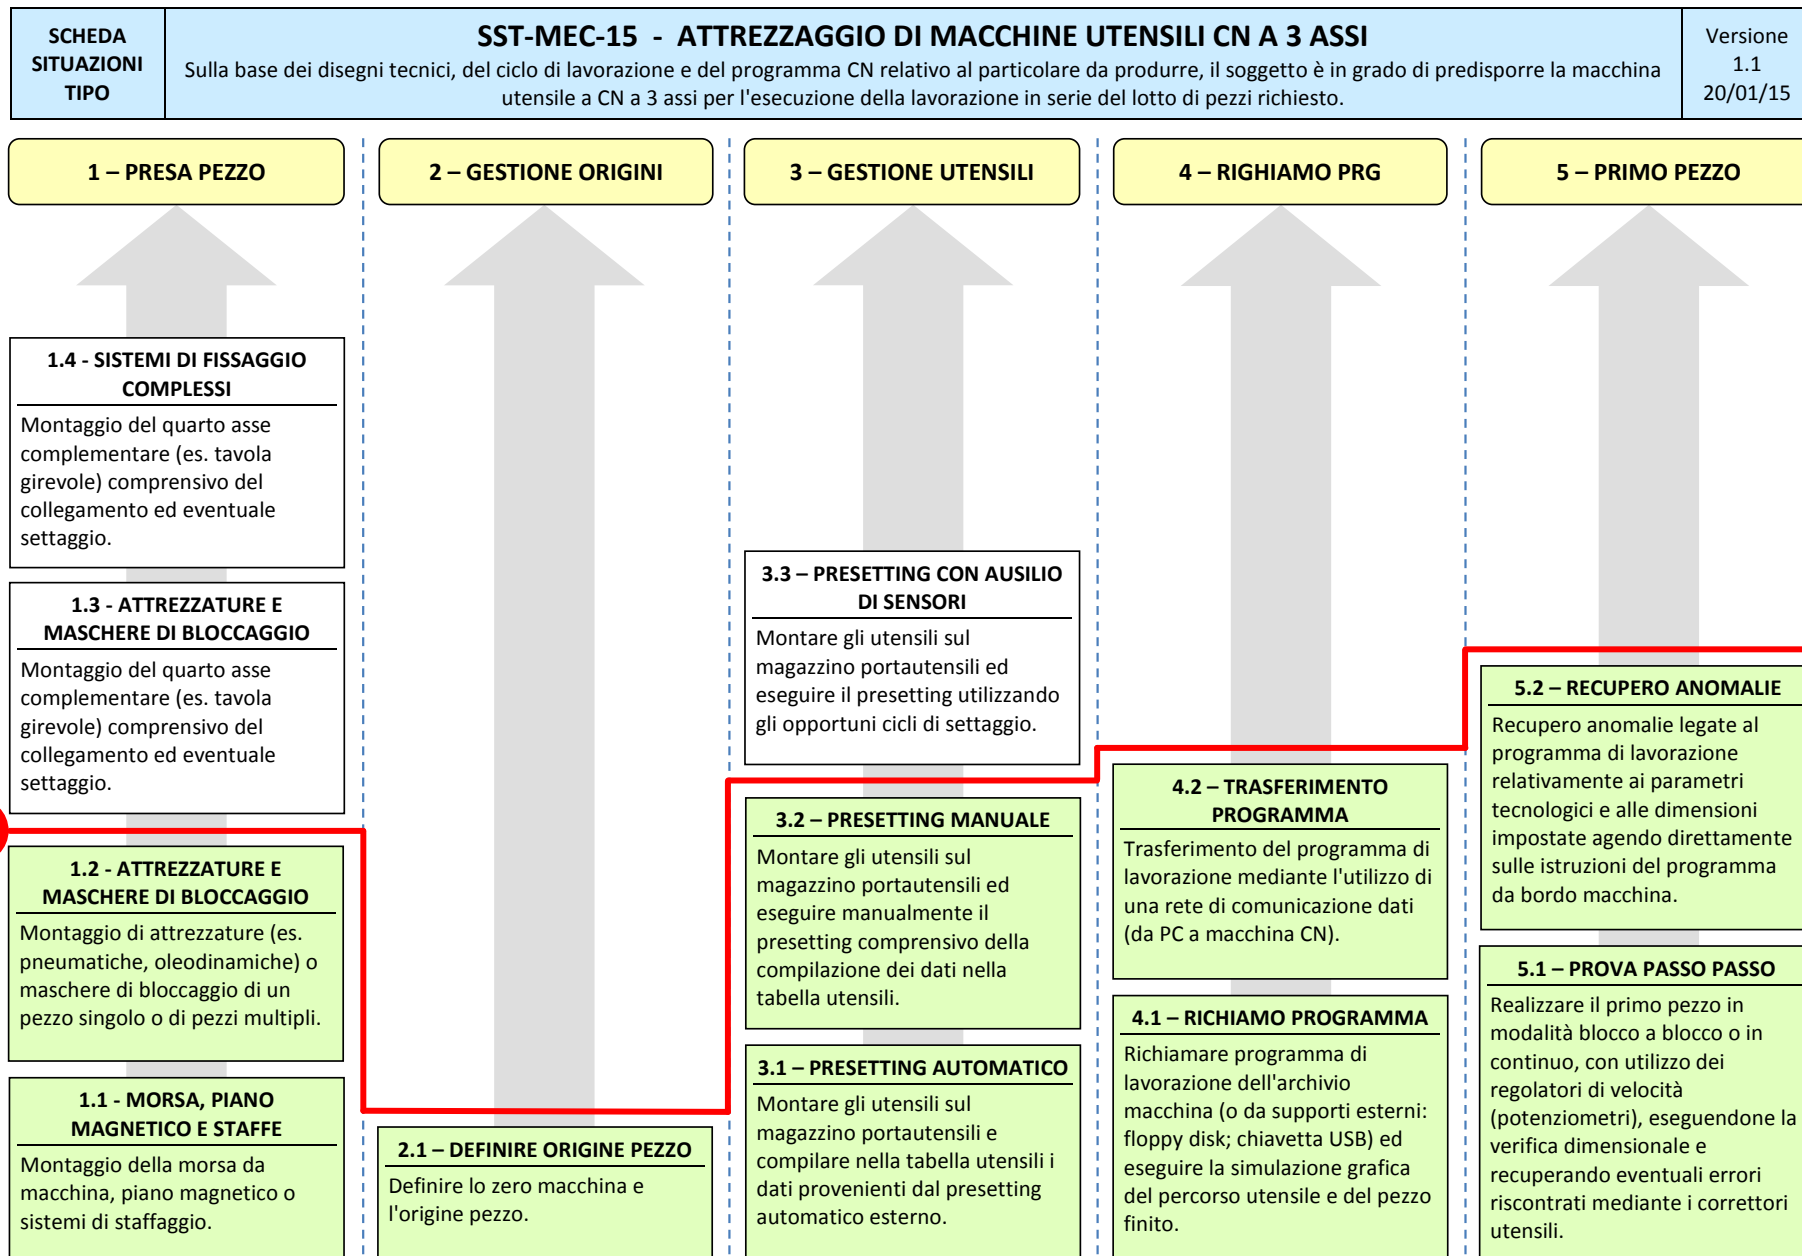 SCHEDA
SITUAZIONI
TIPO
SST-MEC-15 - ATTREZZAGGIO DI MACCHINE UTENSILI CN A 3 ASSI
Sulla base dei disegni tecnici, del ciclo di lavorazione e del programma CN relativo al particolare da produrre, il soggetto è in grado di predisporre la macchina
utensile a CN a 3 assi per l'esecuzione della lavorazione in serie del lotto di pezzi richiesto.
Versione
1.1
20/01/15
1 – PRESA PEZZO
2 – GESTIONE ORIGINI
3 – GESTIONE UTENSILI
4 – RIGHIAMO PRG
5 – PRIMO PEZZO
1.4 - SISTEMI DI FISSAGGIO
COMPLESSI
Montaggio del quarto asse
complementare (es. tavola
girevole) comprensivo del
collegamento ed eventuale
settaggio.
1.3 - ATTREZZATURE E
MASCHERE DI BLOCCAGGIO
Montaggio del quarto asse
complementare (es. tavola
girevole) comprensivo del
collegamento ed eventuale
settaggio.
1.2 - ATTREZZATURE E
MASCHERE DI BLOCCAGGIO
Montaggio di attrezzature (es.
pneumatiche, oleodinamiche) o
maschere di bloccaggio di un
pezzo singolo o di pezzi multipli.
1.1 - MORSA, PIANO
MAGNETICO E STAFFE
Montaggio della morsa da
macchina, piano magnetico o
sistemi di staffaggio.
2.1 – DEFINIRE ORIGINE PEZZO
Definire lo zero macchina e
l'origine pezzo.
3.3 – PRESETTING CON AUSILIO
DI SENSORI
Montare gli utensili sul
magazzino portautensili ed
eseguire il presetting utilizzando
gli opportuni cicli di settaggio.
3.2 – PRESETTING MANUALE
Montare gli utensili sul
magazzino portautensili ed
eseguire manualmente il
presetting comprensivo della
compilazione dei dati nella
tabella utensili.
3.1 – PRESETTING AUTOMATICO
Montare gli utensili sul
magazzino portautensili e
compilare nella tabella utensili i
dati provenienti dal presetting
automatico esterno.
4.2 – TRASFERIMENTO
PROGRAMMA
Trasferimento del programma di
lavorazione mediante l'utilizzo di
una rete di comunicazione dati
(da PC a macchina CN).
4.1 – RICHIAMO PROGRAMMA
Richiamare programma di
lavorazione dell'archivio
macchina (o da supporti esterni:
floppy disk; chiavetta USB) ed
eseguire la simulazione grafica
del percorso utensile e del pezzo
finito.
5.2 – RECUPERO ANOMALIE
Recupero anomalie legate al
programma di lavorazione
relativamente ai parametri
tecnologici e alle dimensioni
impostate agendo direttamente
sulle istruzioni del programma
da bordo macchina.
5.1 – PROVA PASSO PASSO
Realizzare il primo pezzo in
modalità blocco a blocco o in
continuo, con utilizzo dei
regolatori di velocità
(potenziometri), eseguendone la
verifica dimensionale e
recuperando eventuali errori
riscontrati mediante i correttori
utensili.